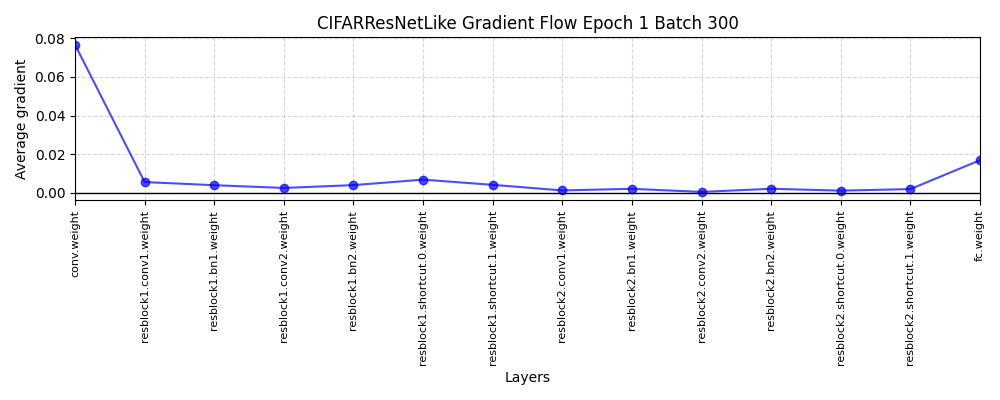 CIFARResNetLike Gradient Flow Epoch 1 Batch 300
Average gradient
0.08
0.06
0.04
0.02
0.00
conv.weight
resblock1.conv1.weight
resblock1.bn1.weight
resblock1.conv2.weight
resblock1.bn2.weight
resblock1.shortcut.0.weight
resblock1.shortcut.1.weight
resblock2.conv1.weight
resblock2.bn1.weight
resblock2.conv2.weight
resblock2.bn2.weight
resblock2.shortcut.0.weight
resblock2.shortcut.1.weight
fc.weight
Layers